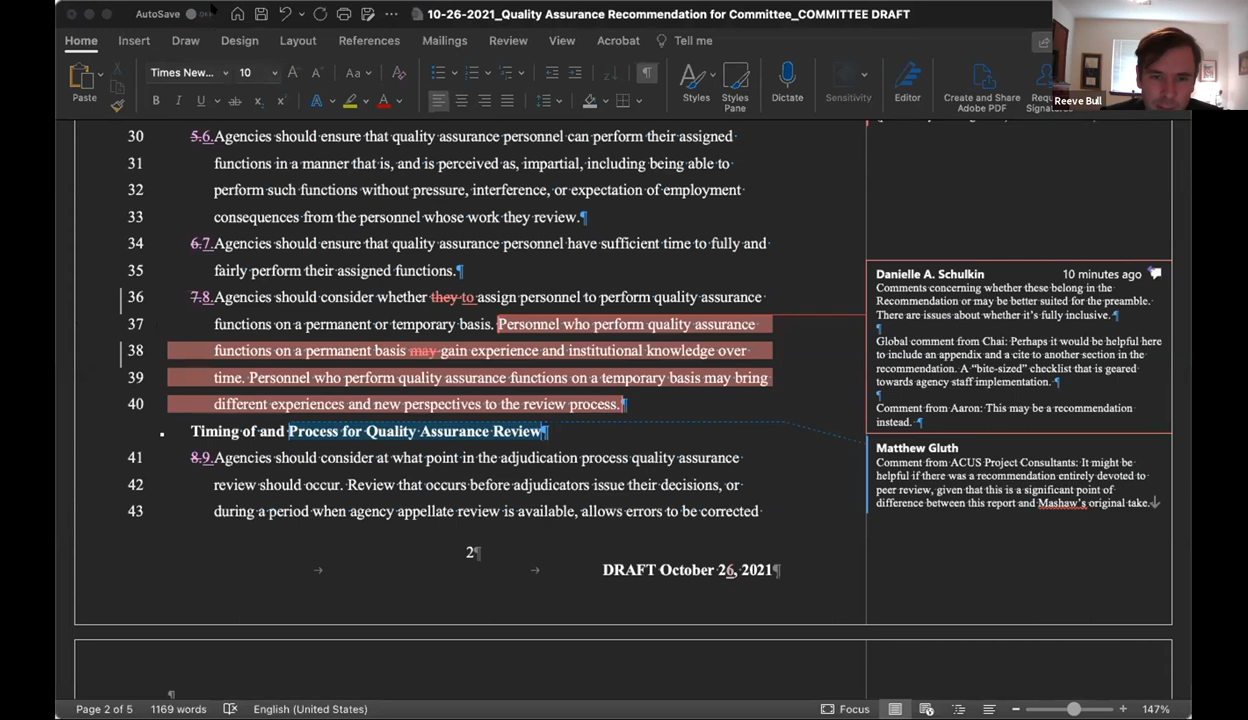 AutoSave OFF
10-26-2021_Quality Assurance Recommendation for Committee_COMMITTEE DRAFT
Home Insert Draw Design Layout References Mailings Review View Acrobat Tell me
Times New... 10
Paste
Styles
Styles Pane
Dictate
Sensitivity
Editor
Create and Share Adobe PDF
Signatures
Reeve Bull
30 5.6. Agencies should ensure that quality assurance personnel can perform their assigned
31 functions in a manner that is, and is perceived as, impartial, including being able to
32 perform such functions without pressure, interference, or expectation of employment
33 consequences from the personnel whose work they review.¶
34 6.7. Agencies should ensure that quality assurance personnel have sufficient time to fully and
35 fairly perform their assigned functions.¶
36 7.8. Agencies should consider whether they to assign personnel to perform quality assurance
37 functions on a permanent or temporary basis. Personnel who perform quality assurance
38 functions on a permanent basis may gain experience and institutional knowledge over
39 time. Personnel who perform quality assurance functions on a temporary basis may bring
40 different experiences and new perspectives to the review process.¶
Timing of and Process for Quality Assurance Review¶
41 8.9. Agencies should consider at what point in the adjudication process quality assurance
42 review should occur. Review that occurs before adjudicators issue their decisions, or
43 during a period when agency appellate review is available, allows errors to be corrected
2¶
DRAFT October 26, 2021¶
¶
Danielle A. Schulkin 10 minutes ago
Comments concerning whether these belong in the
Recommendation or may be better suited for the preamble.
There are issues about whether it's fully inclusive.¶
¶
Global comment from Chai: Perhaps it would be helpful here
to include an appendix and a cite to another section in the
recommendation. A "bite-sized" checklist that is geared
towards agency staff implementation.¶
¶
Comment from Aaron: This may be a recommendation
instead.¶
Matthew Gluth
Comment from ACUS Project Consultants: It might be
helpful if there was a recommendation entirely devoted to
peer review, given that this is a significant point of
difference between this report and Mashaw's original take.
Page 2 of 5 1169 words English (United States) Focus 147%